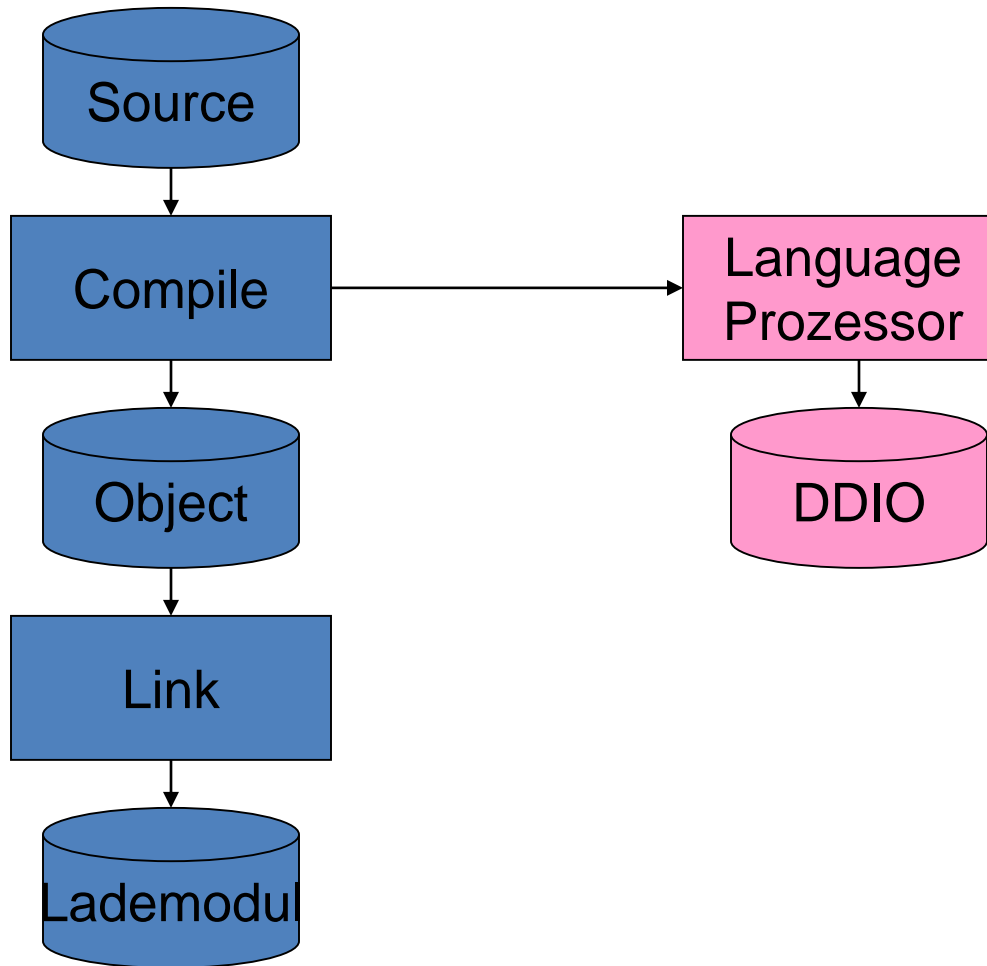 Source
Compile
Language
Prozessor
Object
DDIO
Link
Lademodul